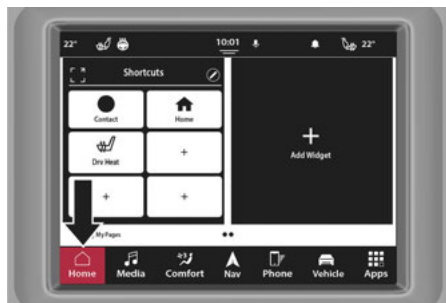 22° 10:01 22°
Shortcuts
Contact Home
Add Widget
Drv Heat
My Pages
Home Media Comfort Nav Phone Vehicle Apps